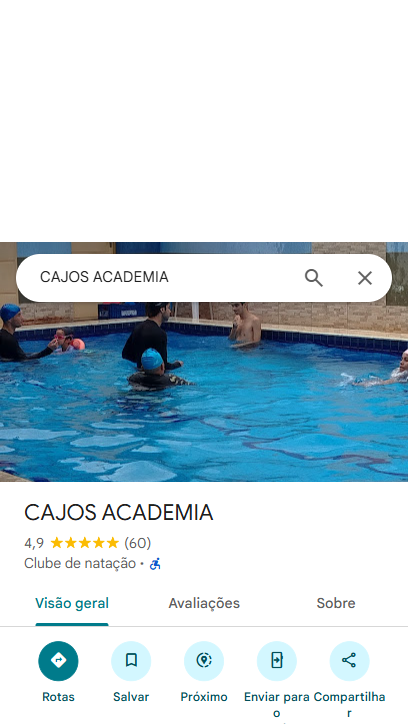 CAJOS ACADEMIA
CAJOS ACADEMIA
4,9 (60)
Clube de natação ·
Visão geral
Avaliações
Sobre
Rotas
Salvar
Próximo
Enviar para o
Compartilhar